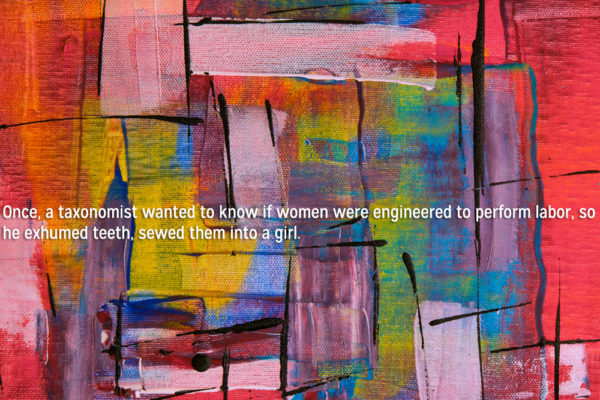 Once, a taxonomist wanted to know if women were engineered to perform labor, so
he exhumed teeth, sewed them into a girl.